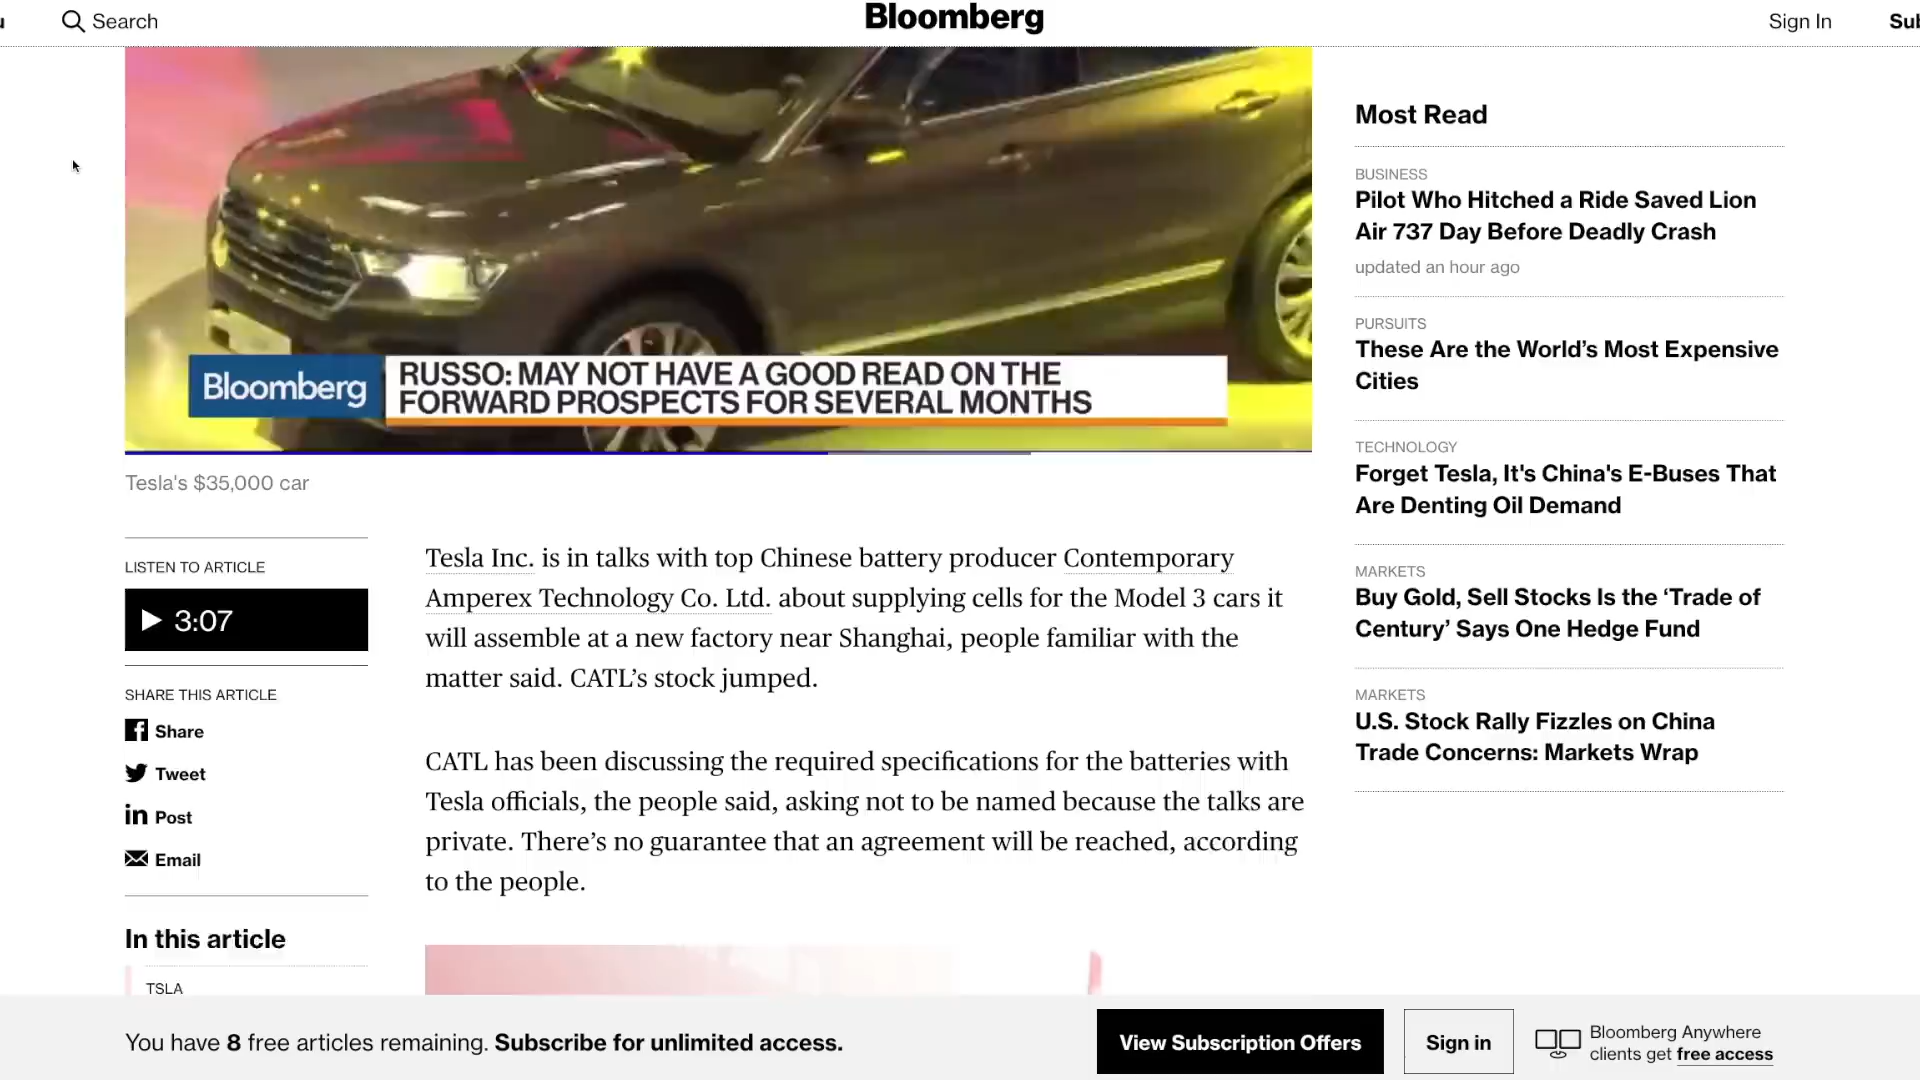 Search
Bloomberg
Sign In
Bloomberg
RUSSO: MAY NOT HAVE A GOOD READ ON THE
FORWARD PROSPECTS FOR SEVERAL MONTHS
Tesla's $35,000 car
LISTEN TO ARTICLE
3:07
SHARE THIS ARTICLE
Share
Tweet
Post
Email
In this article
TSLA
Tesla Inc. is in talks with top Chinese battery producer Contemporary
Amperex Technology Co. Ltd. about supplying cells for the Model 3 cars it
will assemble at a new factory near Shanghai, people familiar with the
matter said. CATL’s stock jumped.
CATL has been discussing the required specifications for the batteries with
Tesla officials, the people said, asking not to be named because the talks are
private. There’s no guarantee that an agreement will be reached, according
to the people.
Most Read
BUSINESS
Pilot Who Hitched a Ride Saved Lion
Air 737 Day Before Deadly Crash
updated an hour ago
PURSUITS
These Are the World’s Most Expensive
Cities
TECHNOLOGY
Forget Tesla, It's China's E-Buses That
Are Denting Oil Demand
MARKETS
Buy Gold, Sell Stocks Is the ‘Trade of
Century’ Says One Hedge Fund
MARKETS
U.S. Stock Rally Fizzles on China
Trade Concerns: Markets Wrap
You have 8 free articles remaining. Subscribe for unlimited access.
View Subscription Offers
Sign in
Bloomberg Anywhere
clients get free access